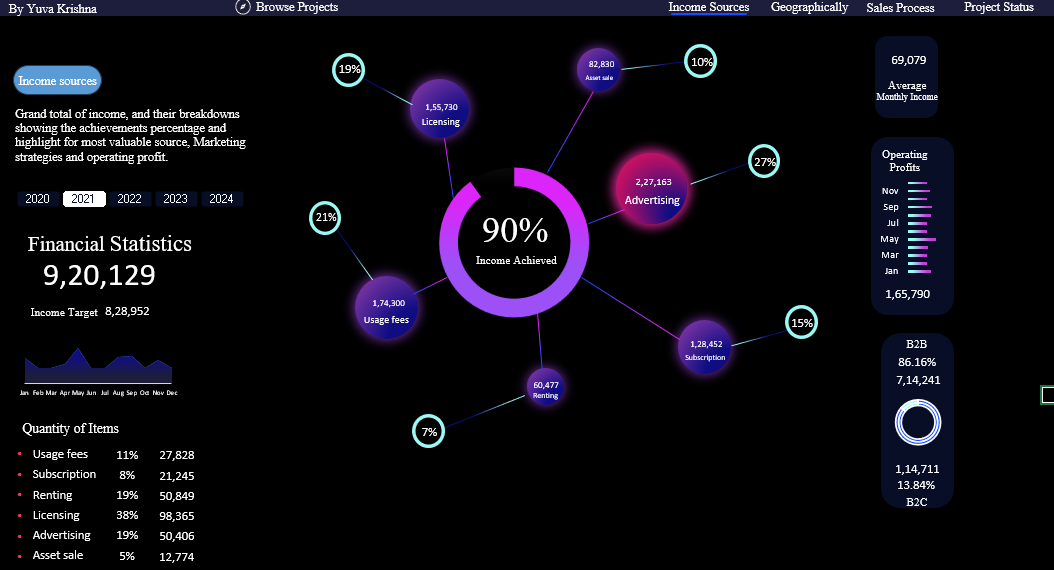 By Yuva Krishna
Browse Projects
Income Sources
Geographically
Sales Process
Project Status
Income sources
Grand total of income, and their breakdowns
showing the achievements percentage and
highlight for most valuable source, Marketing
strategies and operating profit.
2020 2021 2022 2023 2024
Financial Statistics
9,20,129
Income Target 8,28,952
Jan Feb Mar Apr May Jun Jul Aug Sep Oct Nov Dec
Quantity of Items
Usage fees 11% 27,828
Subscription 8% 21,245
Renting 19% 50,849
Licensing 38% 98,365
Advertising 19% 50,406
Asset sale 5% 12,774
19%
1,55,730
Licensing
82,830
Asset sale
10%
2,27,163
Advertising
27%
21%
1,74,300
Usage fees
90%
Income Achieved
1,28,452
Subscription
15%
60,477
Renting
7%
69,079
Average
Monthly Income
Operating
Profits
Nov
Sep
Jul
May
Mar
Jan
1,65,790
B2B
86.16%
7,14,241
1,14,711
13.84%
B2C